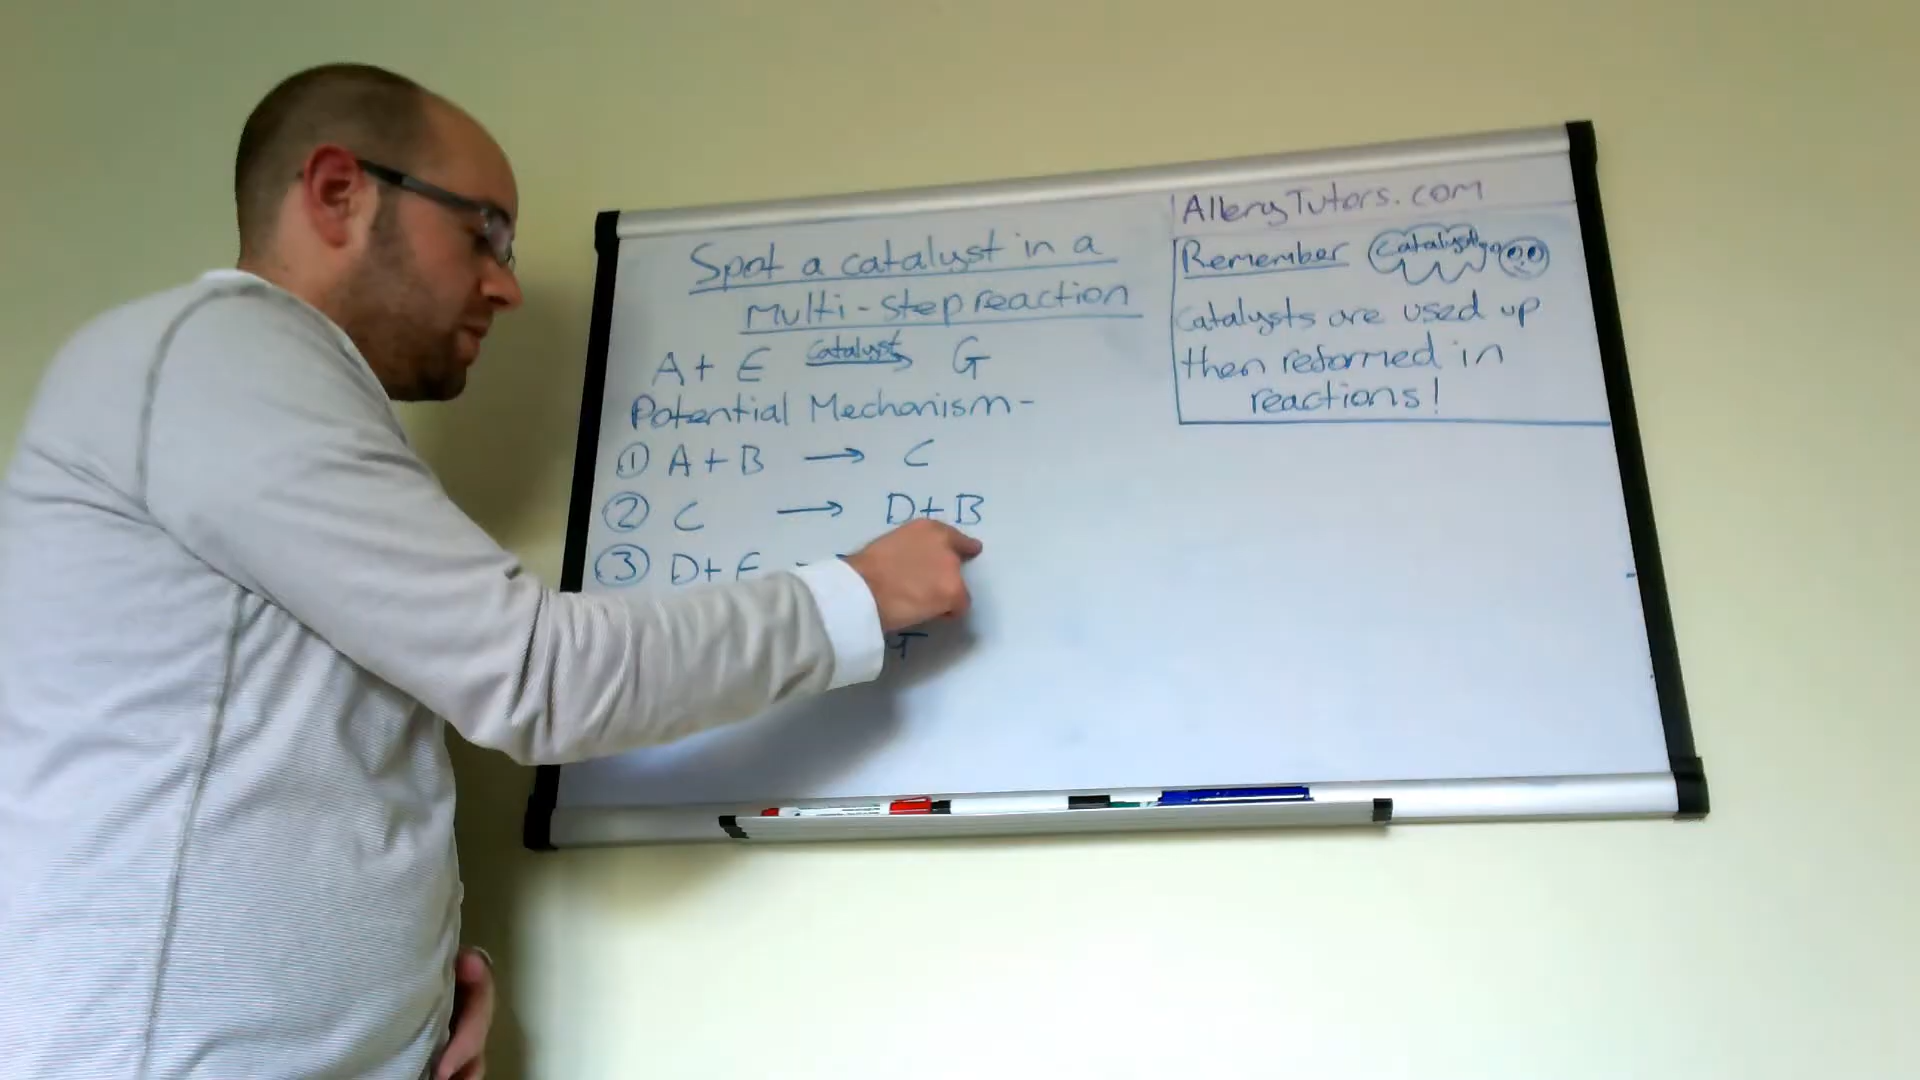 Spot a catalyst in a
multi-step reaction
A + E catalyst G
Potential Mechanism-
① A + B → C
② C → D + B
③ D + E
AlleryTutors.com
Remember catalyst
catalysts are used up
then reformed in
reactions!